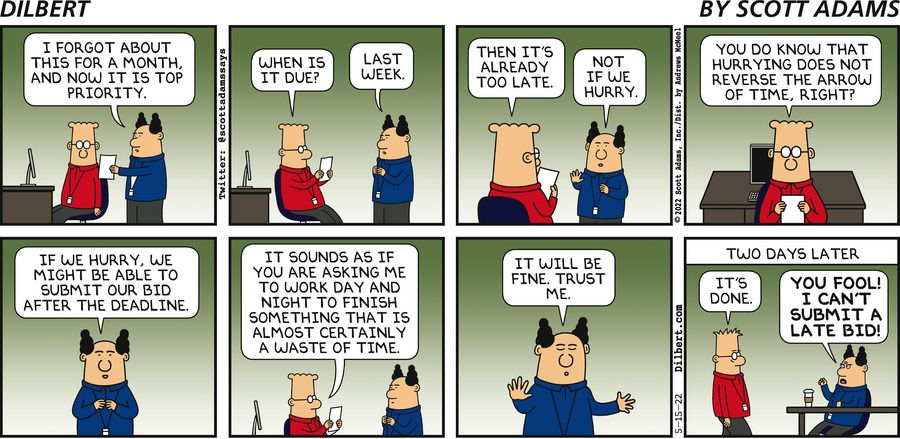 DILBERT
BY SCOTT ADAMS
I FORGOT ABOUT
THIS FOR A MONTH,
AND NOW IT IS TOP
PRIORITY.
Twitter: @scottadamssays
WHEN IS
IT DUE?
LAST
WEEK.
THEN IT'S
ALREADY
TOO LATE.
NOT
IF WE
HURRY.
©2022 Scott Adams, Inc./Dist. by Andrews McMeel
YOU DO KNOW THAT
HURRYING DOES NOT
REVERSE THE ARROW
OF TIME, RIGHT?
IF WE HURRY, WE
MIGHT BE ABLE TO
SUBMIT OUR BID
AFTER THE DEADLINE.
IT SOUNDS AS IF
YOU ARE ASKING ME
TO WORK DAY AND
NIGHT TO FINISH
SOMETHING THAT IS
ALMOST CERTAINLY
A WASTE OF TIME.
IT WILL BE
FINE. TRUST
ME.
5-15-22 Dilbert.com
TWO DAYS LATER
IT'S
DONE.
YOU FOOL!
I CAN'T
SUBMIT A
LATE BID!